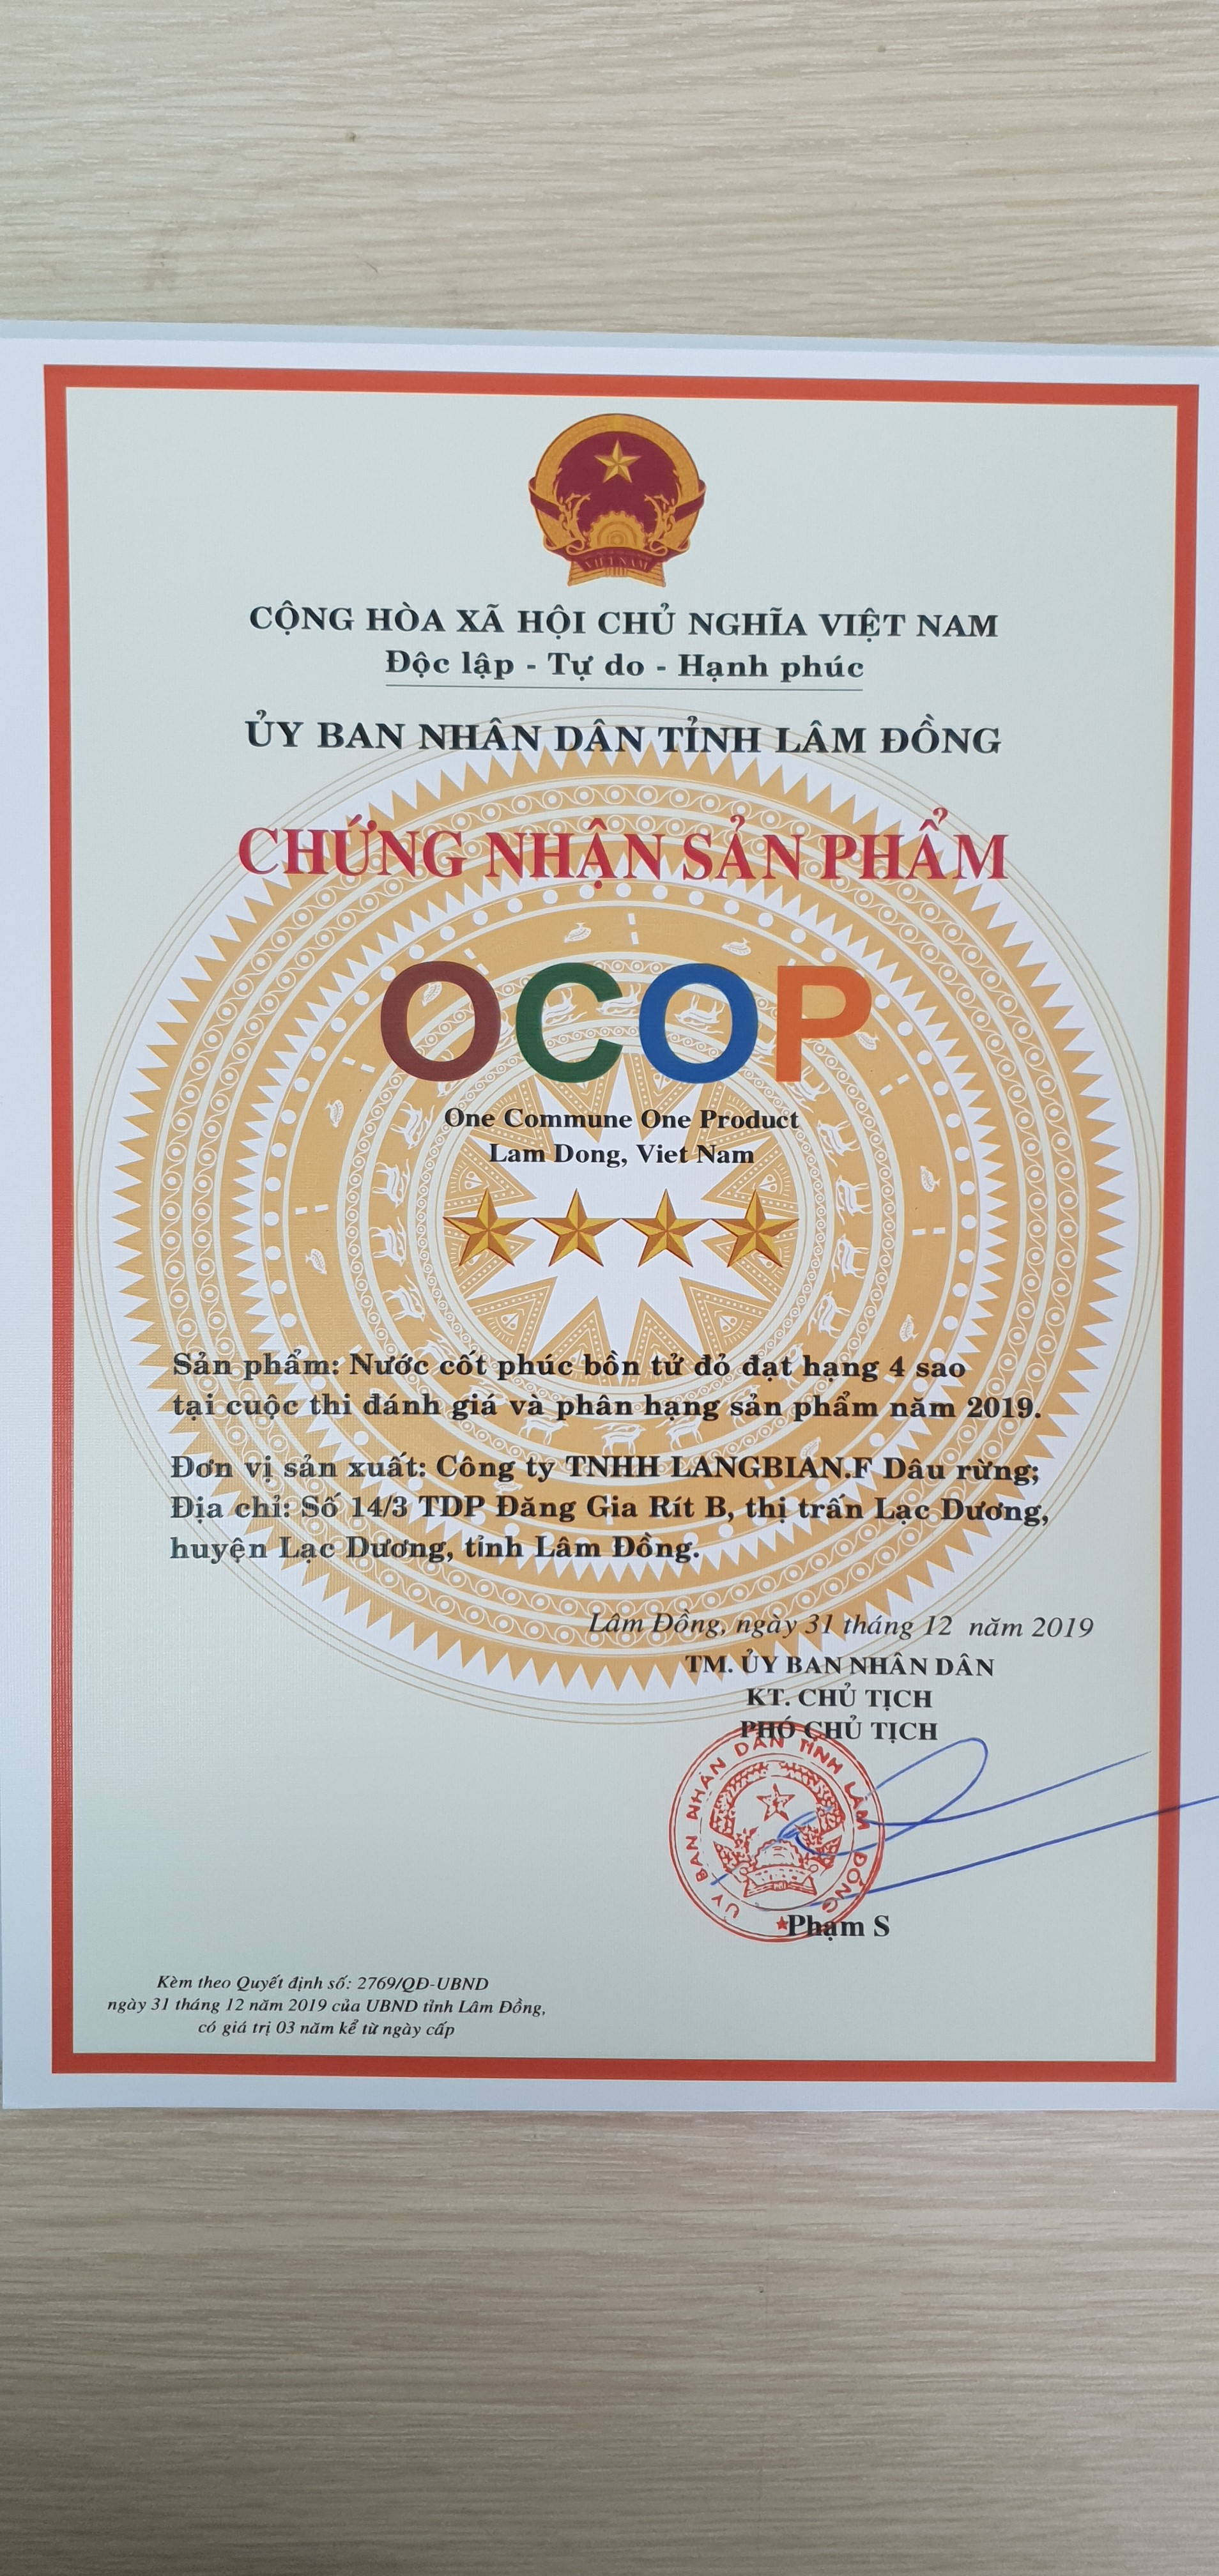 VIỆT NAM
CỘNG HÒA XÃ HỘI CHỦ NGHĨA VIỆT NAM
Độc lập - Tự do - Hạnh phúc
ỦY BAN NHÂN DÂN TỈNH LÂM ĐỒNG
CHỨNG NHẬN SẢN PHẨM
OCOP
One Commune One Product
Lam Dong, Viet Nam
Sản phẩm: Nước cốt phúc bồn tử đỏ đạt hạng 4 sao
tại cuộc thi đánh giá và phân hạng sản phẩm năm 2019.
Đơn vị sản xuất: Công ty TNHH LANGBIAN.F Dâu rừng;
Địa chỉ: Số 14/3 TDP Đăng Gia Rít B, thị trấn Lạc Dương,
huyện Lạc Dương, tỉnh Lâm Đồng.
Lâm Đồng, ngày 31 tháng 12 năm 2019
TM. ỦY BAN NHÂN DÂN
KT. CHỦ TỊCH
PHÓ CHỦ TỊCH
ỦY BAN NHÂN DÂN TỈNH LÂM ĐỒNG
Phạm S
Kèm theo Quyết định số: 2769/QĐ-UBND
ngày 31 tháng 12 năm 2019 của UBND tỉnh Lâm Đồng,
có giá trị 03 năm kể từ ngày cấp